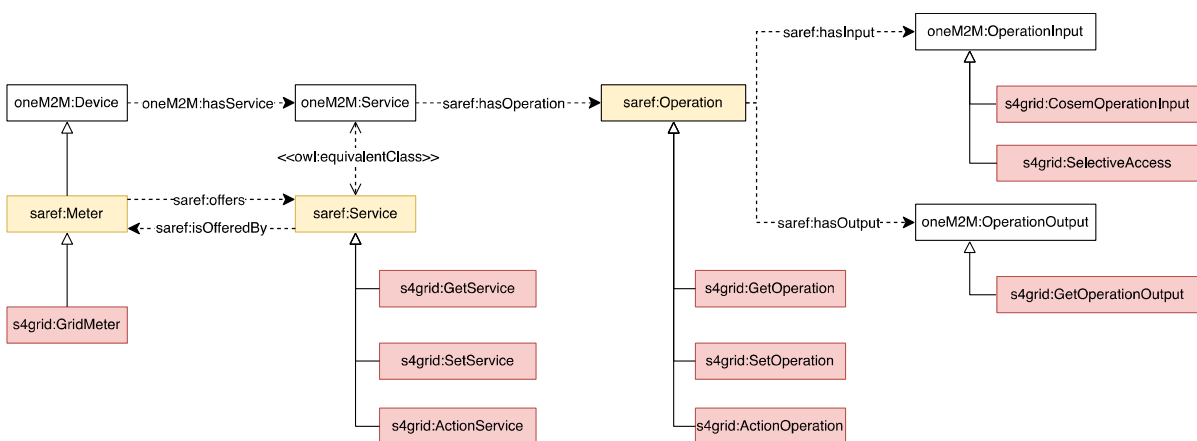 saref:hasInput
oneM2M:OperationInput
oneM2M:Device
oneM2M:hasService
oneM2M:Service
saref:hasOperation
saref:Operation
s4grid:CosemOperationInput
<<owl:equivalentClass>>
s4grid:SelectiveAccess
saref:Meter
saref:offers
saref:isOfferedBy
saref:Service
saref:hasOutput
oneM2M:OperationOutput
s4grid:GetService
s4grid:GetOperation
s4grid:GetOperationOutput
s4grid:GridMeter
s4grid:SetService
s4grid:SetOperation
s4grid:ActionService
s4grid:ActionOperation